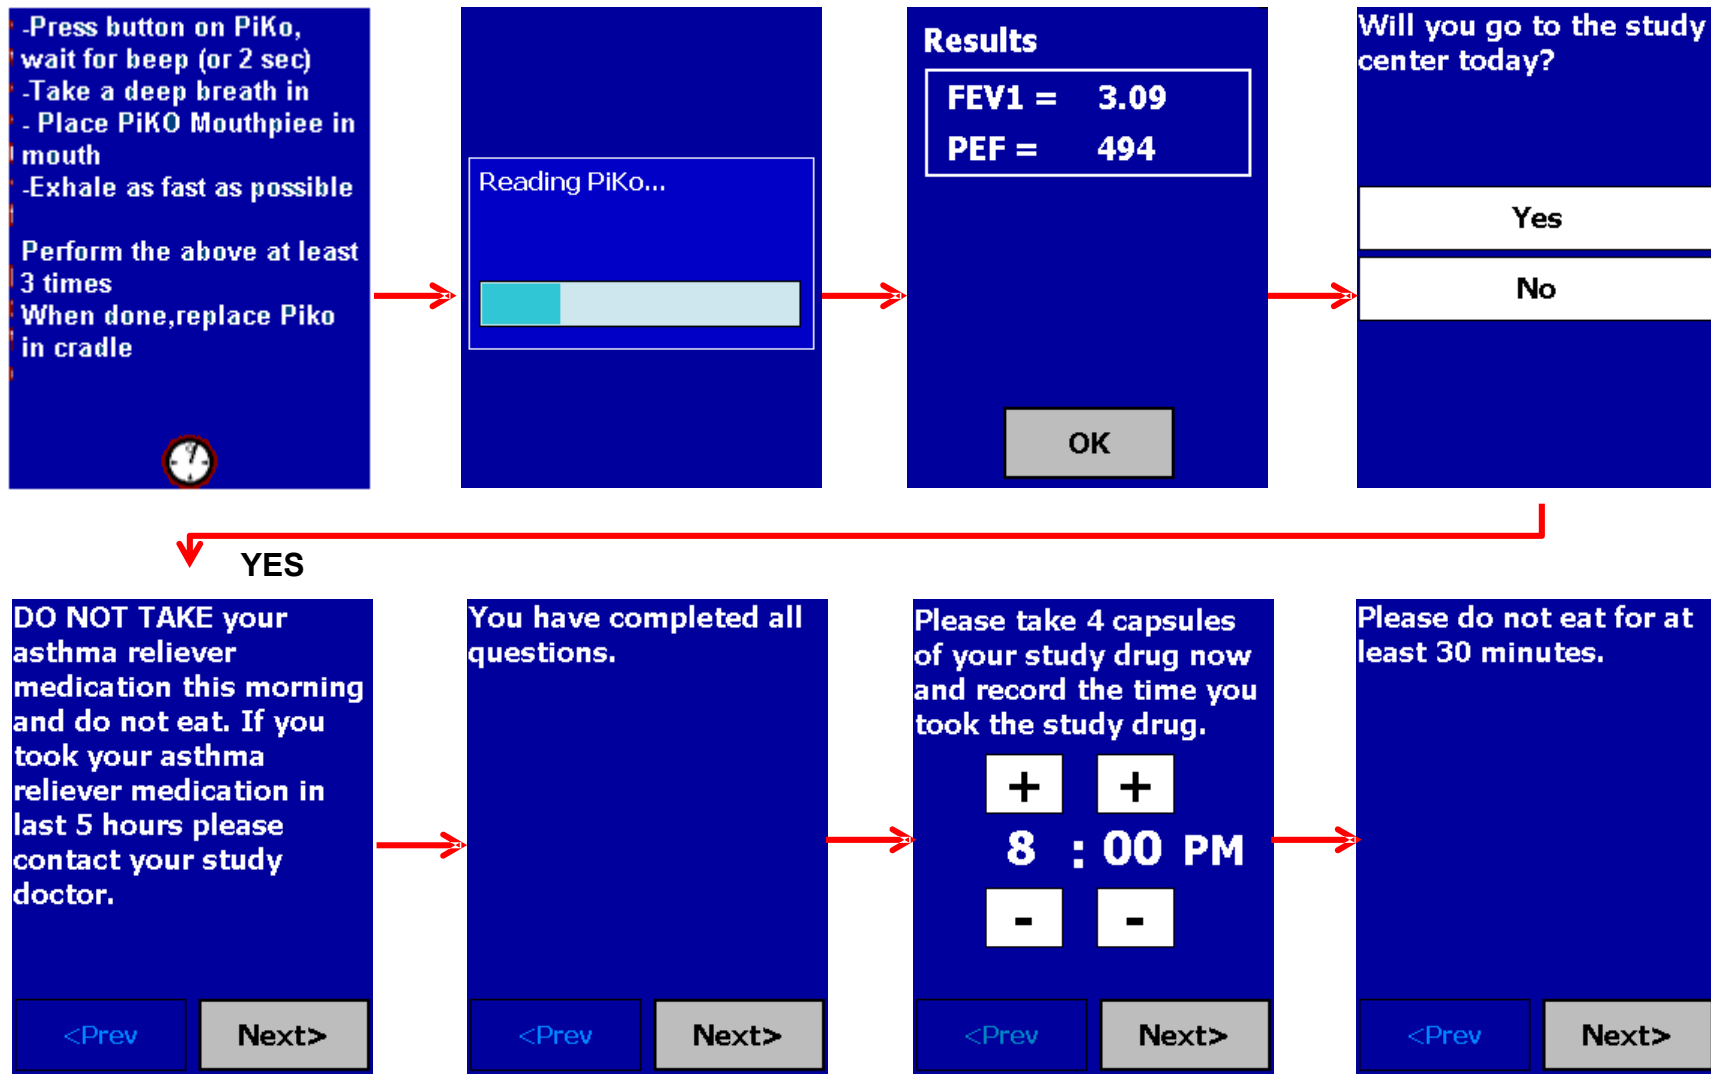 -Press button on PiKo,
wait for beep (or 2 sec)
-Take a deep breath in
- Place PiKO Mouthpiee in
mouth
-Exhale as fast as possible
Perform the above at least
3 times
When done,replace Piko
in cradle
Reading PiKo...
Results
FEV1 = 3.09
PEF = 494
OK
Will you go to the study
center today?
Yes
No
YES
DO NOT TAKE your
asthma reliever
medication this morning
and do not eat. If you
took your asthma
reliever medication in
last 5 hours please
contact your study
doctor.
<Prev Next>
You have completed all
questions.
<Prev Next>
Please take 4 capsules
of your study drug now
and record the time you
took the study drug.
+ +
8 : 00 PM
- -
<Prev Next>
Please do not eat for at
least 30 minutes.
<Prev Next>